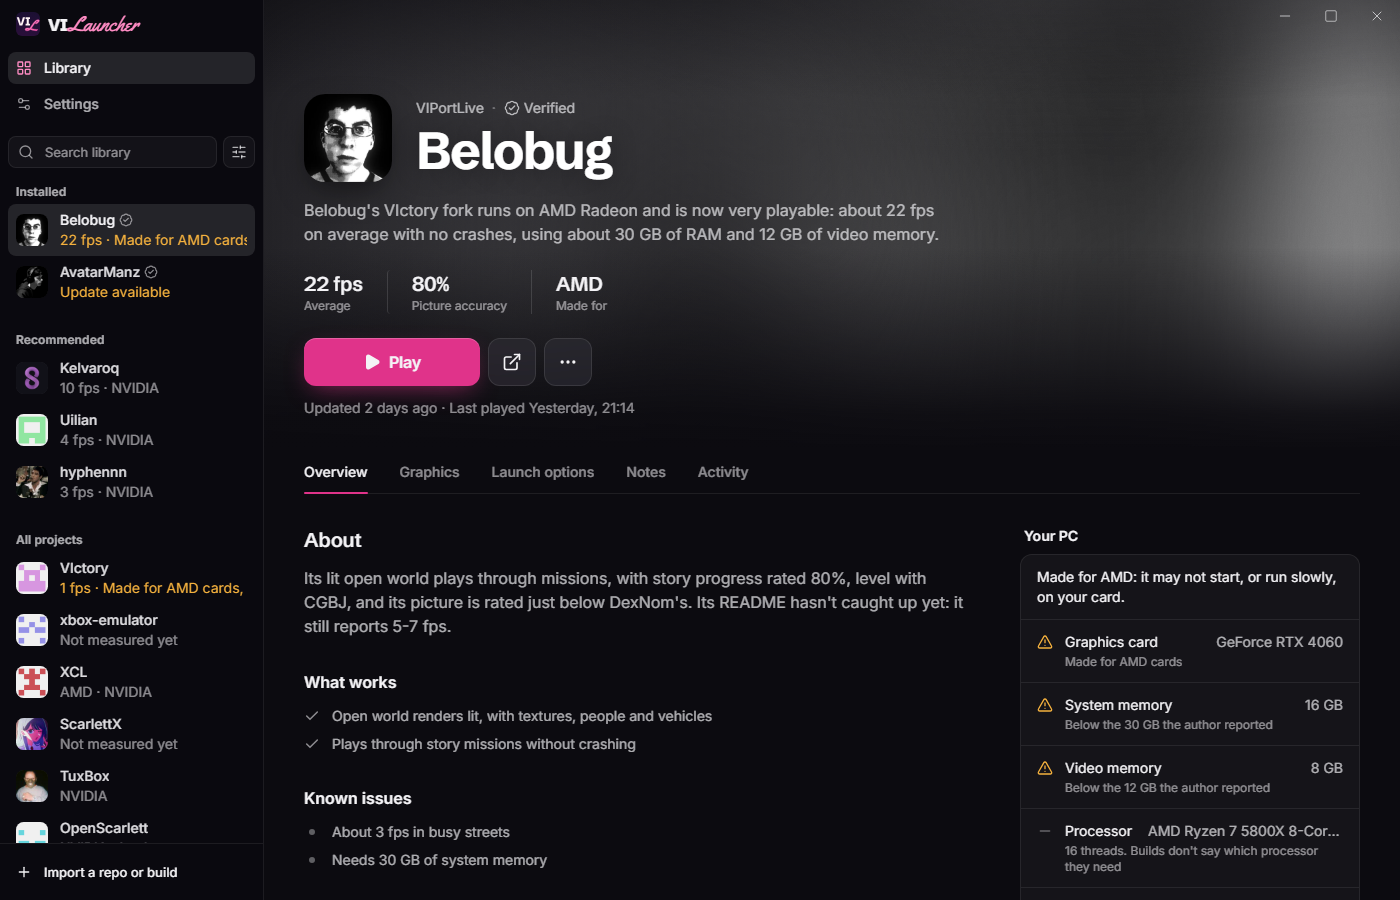 VI
L
VI Launcher
Library
Settings
Search library
Installed
Belobug
22 fps · Made for AMD cards
AvatarManz
Update available
Recommended
Kelvaroq
10 fps · NVIDIA
Uilian
4 fps · NVIDIA
hyphennn
3 fps · NVIDIA
All projects
VIctory
1 fps · Made for AMD cards,
xbox-emulator
Not measured yet
XCL
AMD · NVIDIA
ScarlettX
Not measured yet
TuxBox
NVIDIA
OpenScarlett
Import a repo or build
VIPortLive · Verified
Belobug
Belobug's VIctory fork runs on AMD Radeon and is now very playable: about 22 fps
on average with no crashes, using about 30 GB of RAM and 12 GB of video memory.
22 fps
Average
80%
Picture accuracy
AMD
Made for
Play
Updated 2 days ago · Last played Yesterday, 21:14
Overview
Graphics
Launch options
Notes
Activity
About
Its lit open world plays through missions, with story progress rated 80%, level with
CGBJ, and its picture is rated just below DexNom's. Its README hasn't caught up yet: it
still reports 5-7 fps.
What works
Open world renders lit, with textures, people and vehicles
Plays through story missions without crashing
Known issues
About 3 fps in busy streets
Needs 30 GB of system memory
Your PC
Made for AMD: it may not start, or run slowly,
on your card.
Graphics card GeForce RTX 4060
Made for AMD cards
System memory 16 GB
Below the 30 GB the author reported
Video memory 8 GB
Below the 12 GB the author reported
Processor AMD Ryzen 7 5800X 8-Cor...
16 threads. Builds don't say which processor
they need